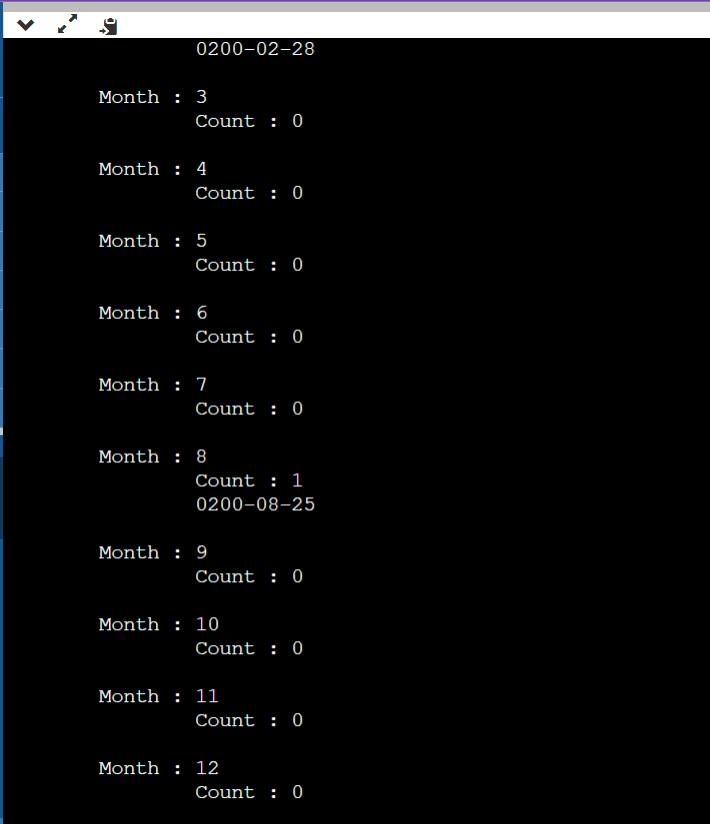 0200-02-28
Month : 3
Count : 0
Month : 4
Count : 0
Month : 5
Count : 0
Month : 6
Count : 0
Month : 7
Count : 0
Month : 8
Count : 1
0200-08-25
Month : 9
Count : 0
Month : 10
Count : 0
Month : 11
Count : 0
Month : 12
Count : 0